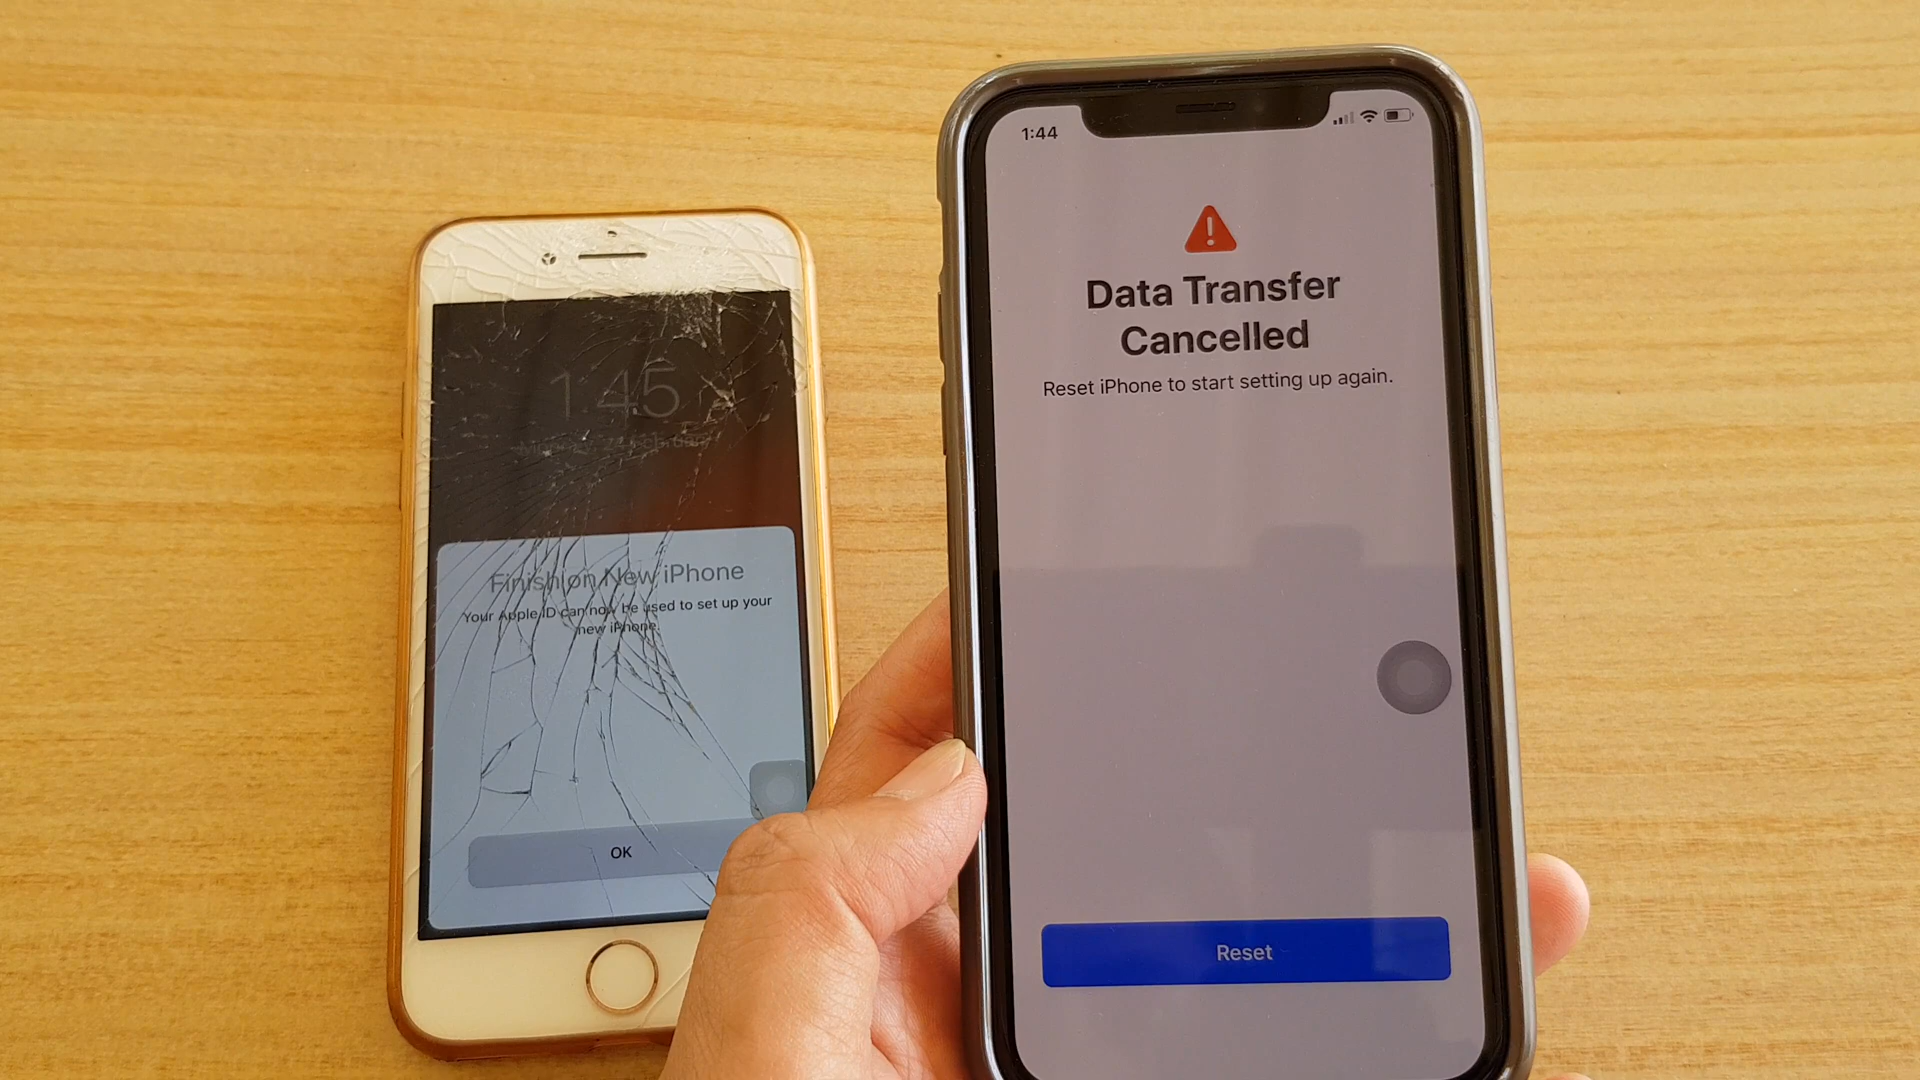 1:45
Finish on New iPhone
Your Apple ID can now be used to set up your
new iPhone.
OK
1:44
Data Transfer
Cancelled
Reset iPhone to start setting up again.
Reset